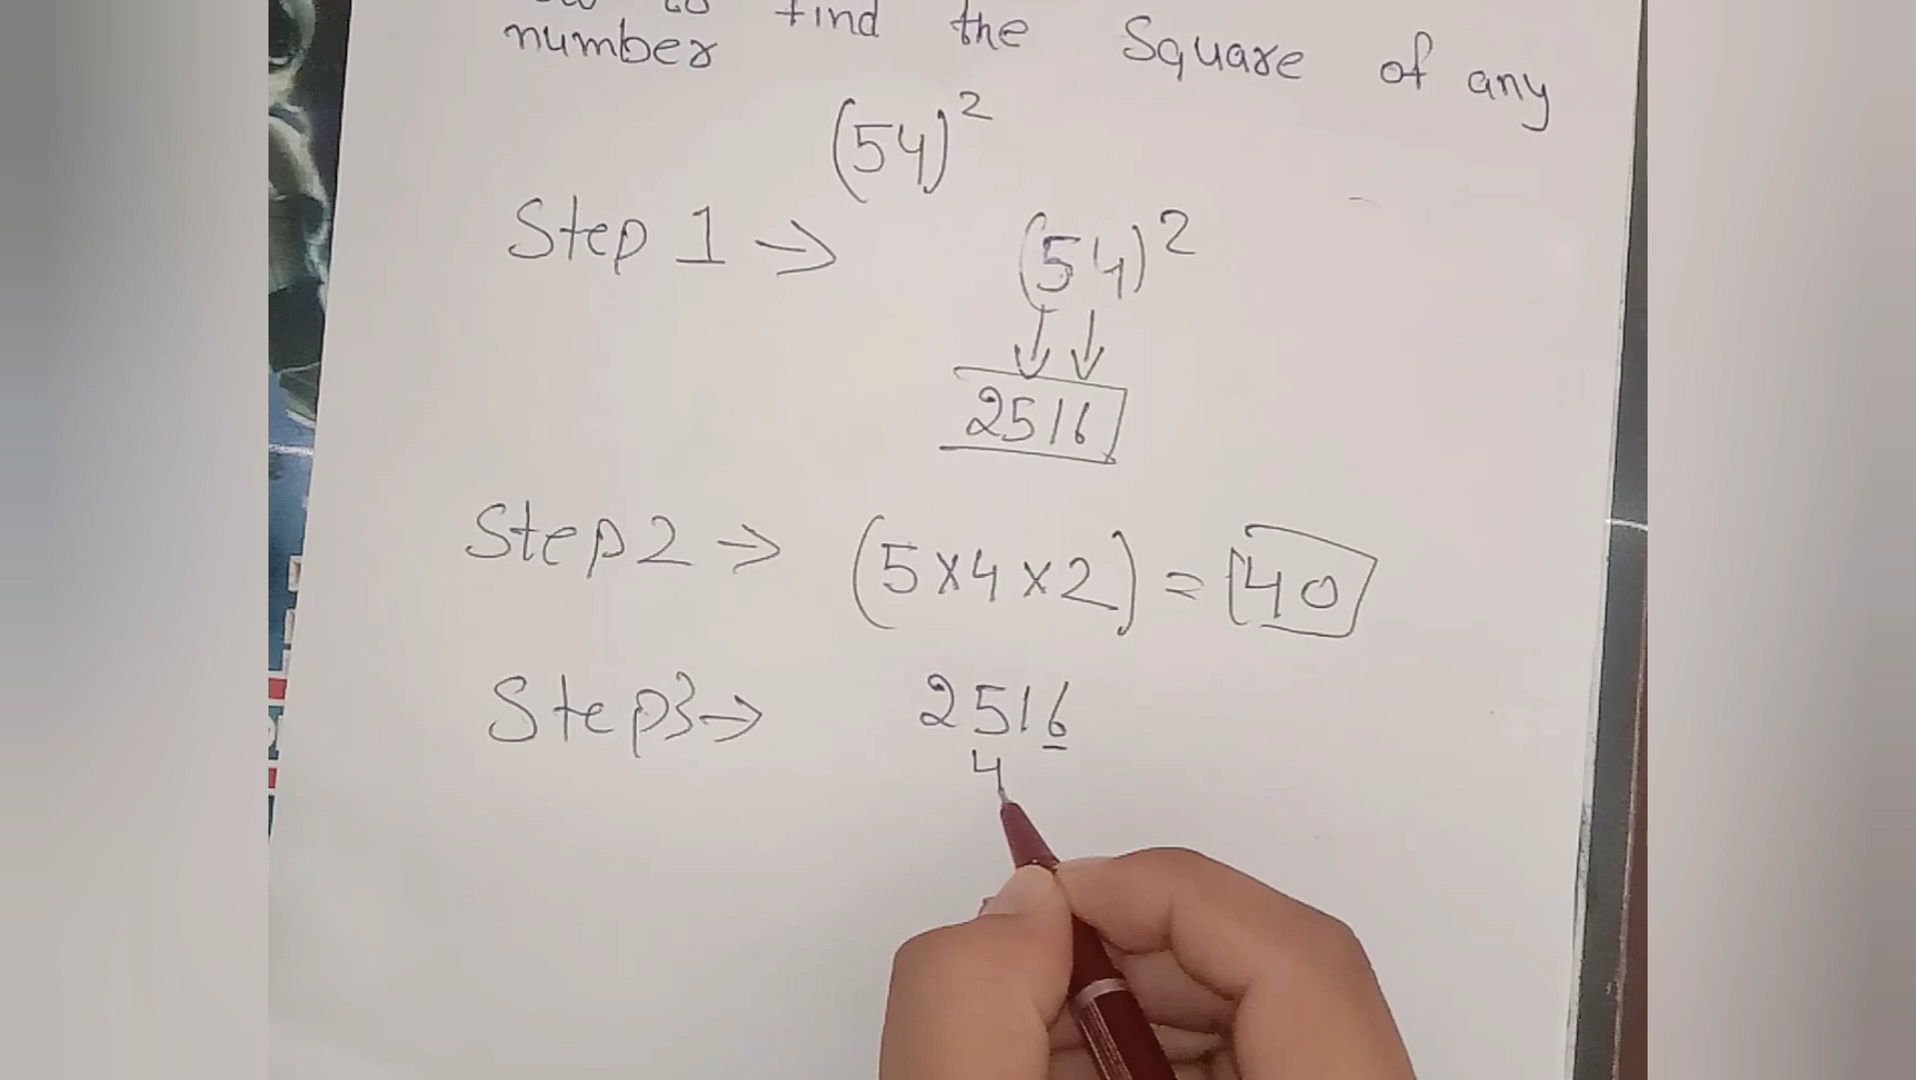 to find the Square of any
number
(54)²
Step 1 → (54)²
↓ ↓
2516
Step 2 → (5×4×2) = 40
Step3→ 2516
4